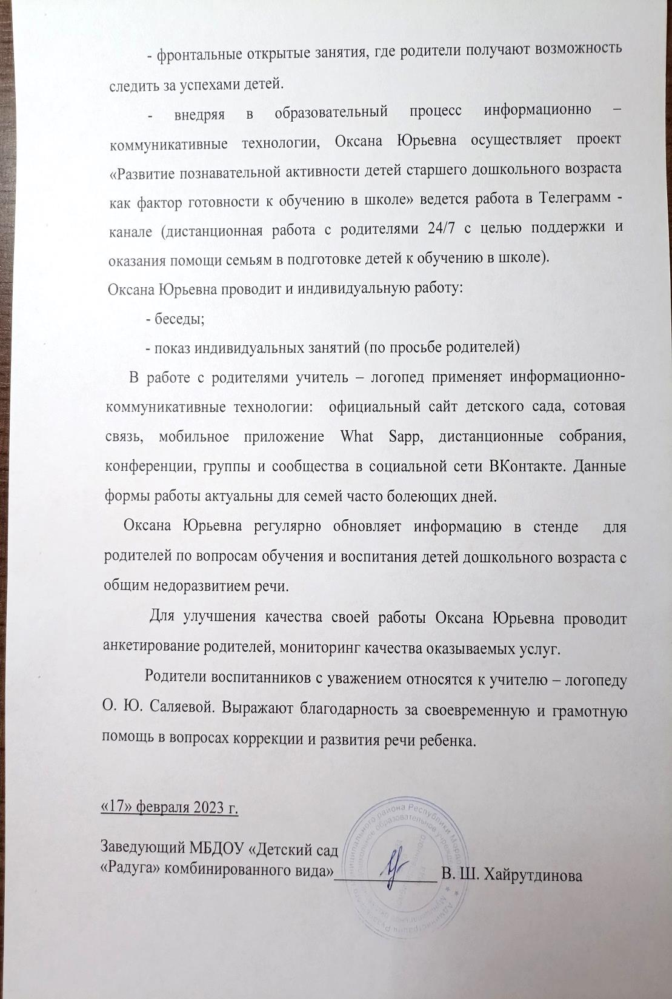 - фронтальные открытые занятия, где родители получают возможность
следить за успехами детей.
- внедряя в образовательный процесс информационно –
коммуникативные технологии, Оксана Юрьевна осуществляет проект
«Развитие познавательной активности детей старшего дошкольного возраста
как фактор готовности к обучению в школе» ведется работа в Телеграмм -
канале (дистанционная работа с родителями 24/7 с целью поддержки и
оказания помощи семьям в подготовке детей к обучению в школе).
Оксана Юрьевна проводит и индивидуальную работу:
- беседы;
- показ индивидуальных занятий (по просьбе родителей)
В работе с родителями учитель – логопед применяет информационно-
коммуникативные технологии: официальный сайт детского сада, сотовая
связь, мобильное приложение What Sapp, дистанционные собрания,
конференции, группы и сообщества в социальной сети ВКонтакте. Данные
формы работы актуальны для семей часто болеющих дней.
Оксана Юрьевна регулярно обновляет информацию в стенде для
родителей по вопросам обучения и воспитания детей дошкольного возраста с
общим недоразвитием речи.
Для улучшения качества своей работы Оксана Юрьевна проводит
анкетирование родителей, мониторинг качества оказываемых услуг.
Родители воспитанников с уважением относятся к учителю – логопеду
О. Ю. Саляевой. Выражают благодарность за своевременную и грамотную
помощь в вопросах коррекции и развития речи ребенка.
«17» февраля 2023 г.
Заведующий МБДОУ «Детский сад
«Радуга» комбинированного вида»____________ В. Ш. Хайрутдинова
муниципального района Республики
образовательное